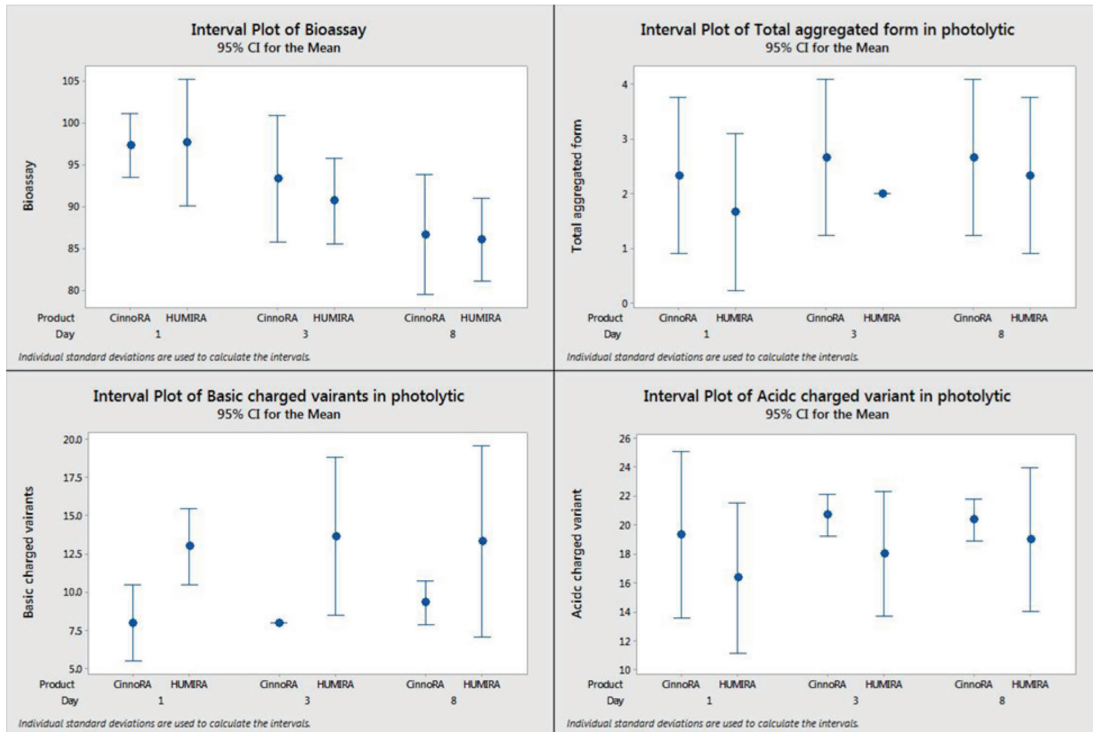 Interval Plot of Bioassay
95% CI for the Mean
Bioassay
105
100
95
90
85
80
Product CinnoRA HUMIRA CinnoRA HUMIRA CinnoRA HUMIRA
Day 1 3 8
Individual standard deviations are used to calculate the intervals.
Interval Plot of Total aggregated form in photolytic
95% CI for the Mean
Total aggregated form
4
3
2
1
0
Product CinnoRA HUMIRA CinnoRA HUMIRA CinnoRA HUMIRA
Day 1 3 8
Individual standard deviations are used to calculate the intervals.
Interval Plot of Basic charged vairants in photolytic
95% CI for the Mean
Basic charged vairants
20.0
17.5
15.0
12.5
10.0
7.5
5.0
Product CinnoRA HUMIRA CinnoRA HUMIRA CinnoRA HUMIRA
Day 1 3 8
Individual standard deviations are used to calculate the intervals.
Interval Plot of Acidc charged variant in photolytic
95% CI for the Mean
Acidc charged variant
26
24
22
20
18
16
14
12
10
Product CinnoRA HUMIRA CinnoRA HUMIRA CinnoRA HUMIRA
Day 1 3 8
Individual standard deviations are used to calculate the intervals.